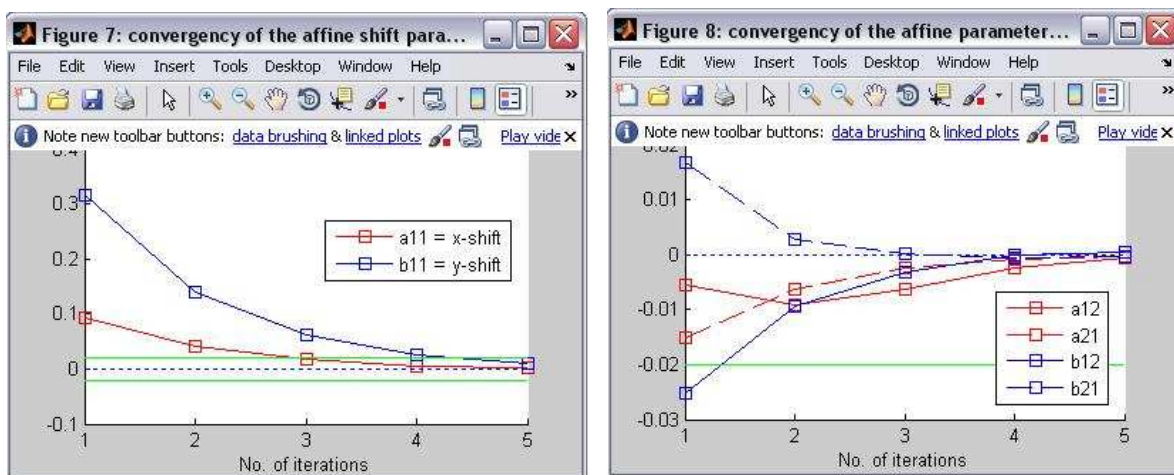 Figure 7: convergency of the affine shift para...
File Edit View Insert Tools Desktop Window Help
Note new toolbar buttons: data brushing & linked plots Play vide
0.4
0.3
0.2
0.1
0
-0.1
1 2 3 4 5
No. of iterations
a11 = x-shift
b11 = y-shift
Figure 8: convergency of the affine parameter...
File Edit View Insert Tools Desktop Window Help
Note new toolbar buttons: data brushing & linked plots Play vide
0.02
0.01
0
-0.01
-0.02
-0.03
1 2 3 4 5
No. of iterations
a12
a21
b12
b21